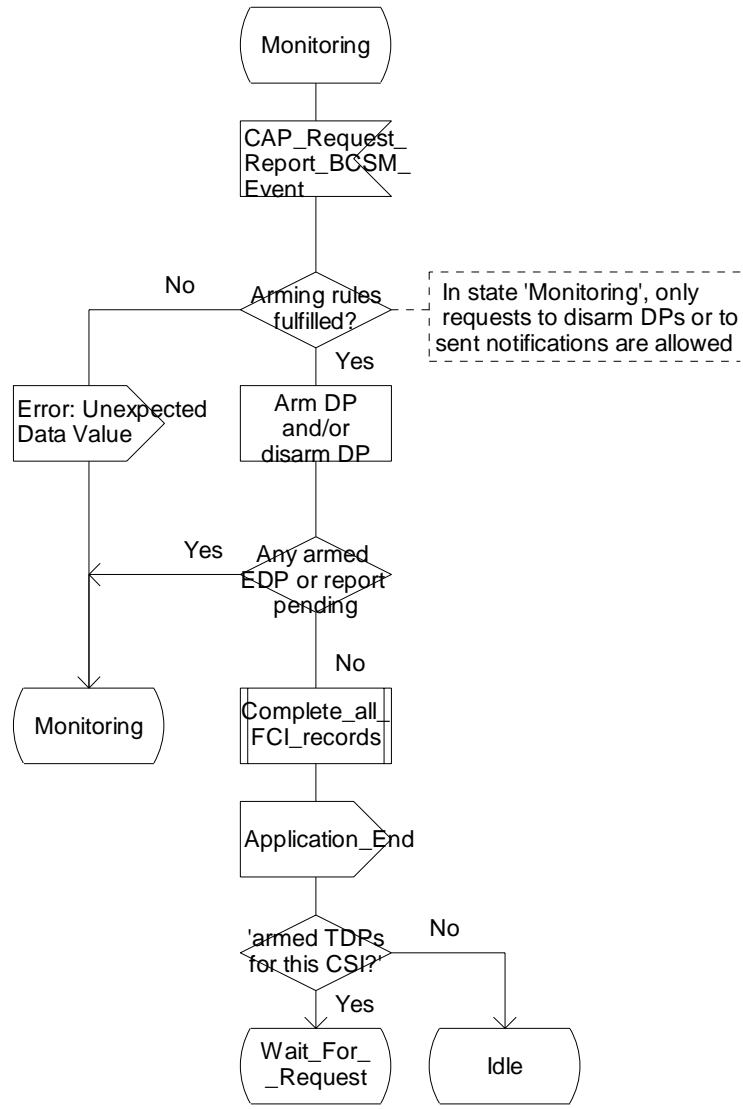 Monitoring
CAP_Request_
Report_BCSM_
Event
No
Arming rules
fulfilled?
In state 'Monitoring', only
requests to disarm DPs or to
sent notifications are allowed
Yes
Error: Unexpected
Data Value
Arm DP
and/or
disarm DP
Yes
Any armed
EDP or report
pending
No
Monitoring
Complete_all_
FCI_records
Application_End
'armed TDPs
for this CSI?'
No
Yes
Wait_For_
_Request
Idle